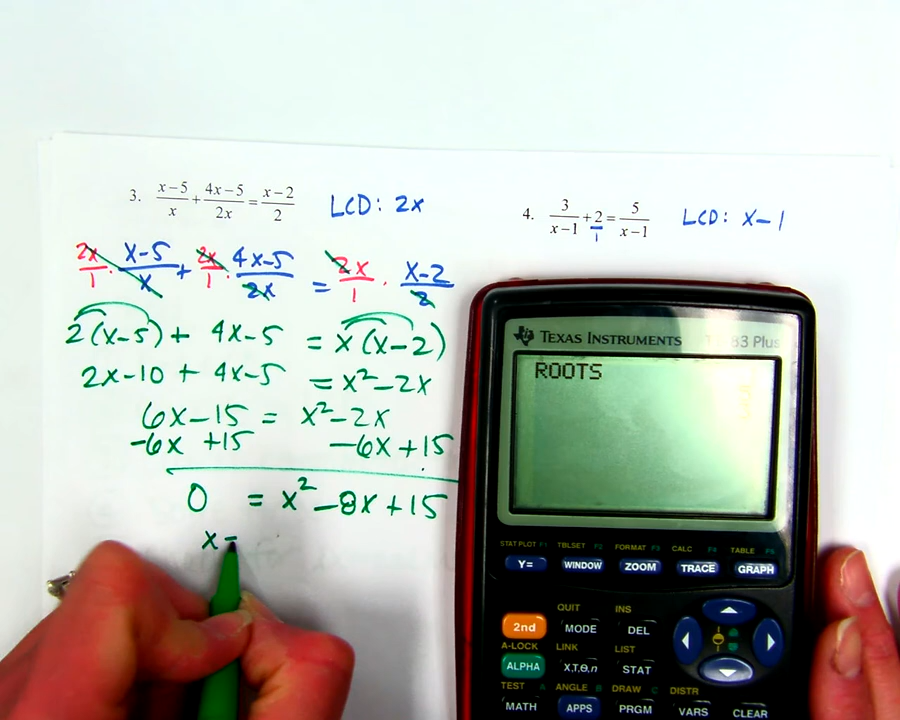 3. (x-5)/x + (4x-5)/2x = (x-2)/2 LCD: 2x
4. 3/(x-1) + 2/1 = 5/(x-1) LCD: x-1
2x/1 · (x-5)/x + 2x/1 · (4x-5)/2x = 2x/1 · (x-2)/2
2(x-5) + 4x-5 = x(x-2)
2x-10 + 4x-5 = x²-2x
6x-15 = x²-2x
-6x +15 -6x+15
0 = x²-8x+15
x=
TEXAS INSTRUMENTS 83 Plus
ROOTS
STAT PLOT F1 TBLSET F2 FORMAT F3 CALC F4 TABLE F5
Y= WINDOW ZOOM TRACE GRAPH
QUIT INS
2nd MODE DEL
A-LOCK LINK LIST
ALPHA X,T,Θ,n STAT
TEST A ANGLE B DRAW C DISTR
MATH APPS PRGM VARS CLEAR